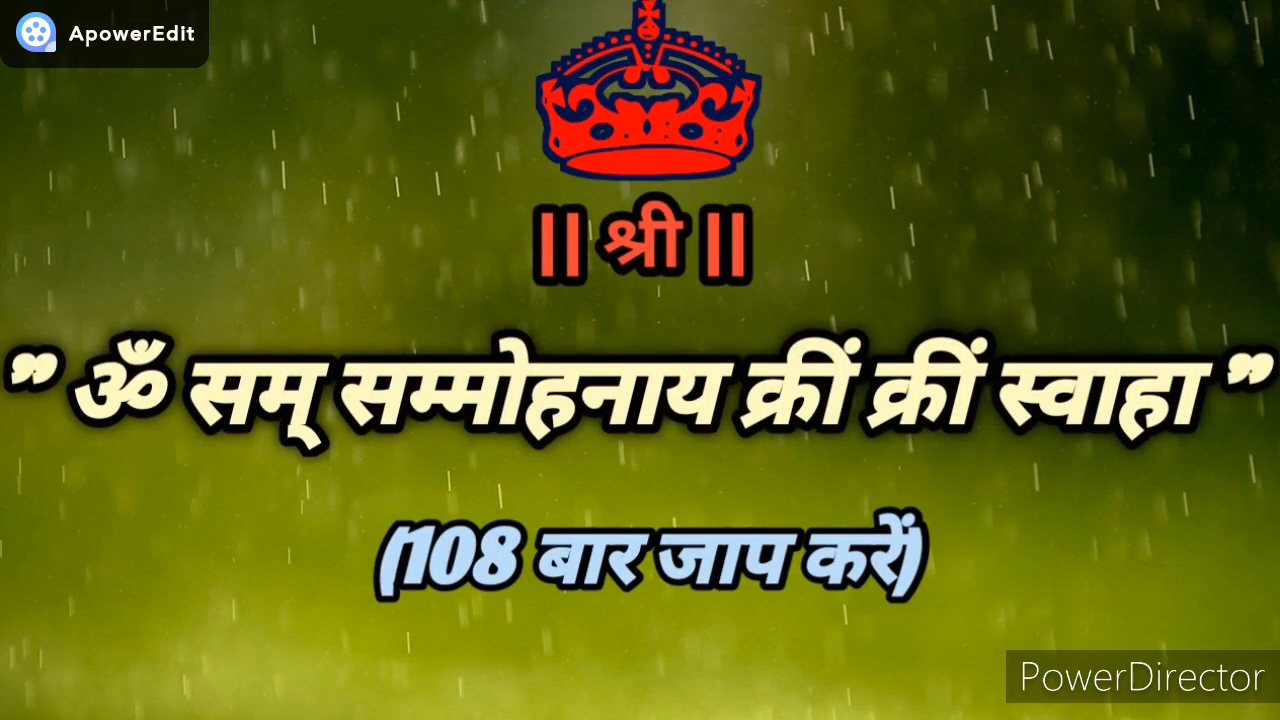 ApowerEdit
|| श्री ||
” ॐ सम् सम्मोहनाय क्रीं क्रीं स्वाहा ”
(108 बार जाप करें)
PowerDirector